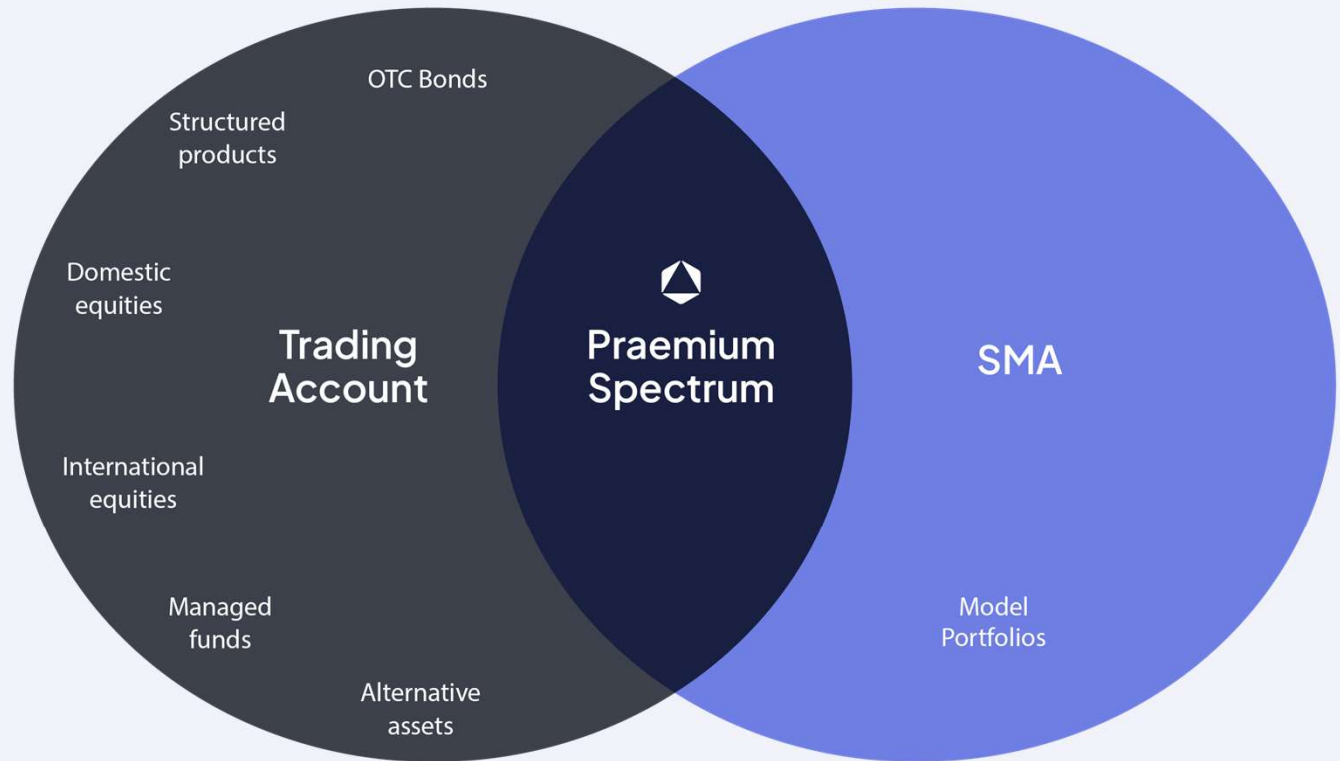 OTC Bonds
Structured
products
Domestic
equities
Trading
Account
International
equities
Managed
funds
Alternative
assets
Praemium
Spectrum
SMA
Model
Portfolios